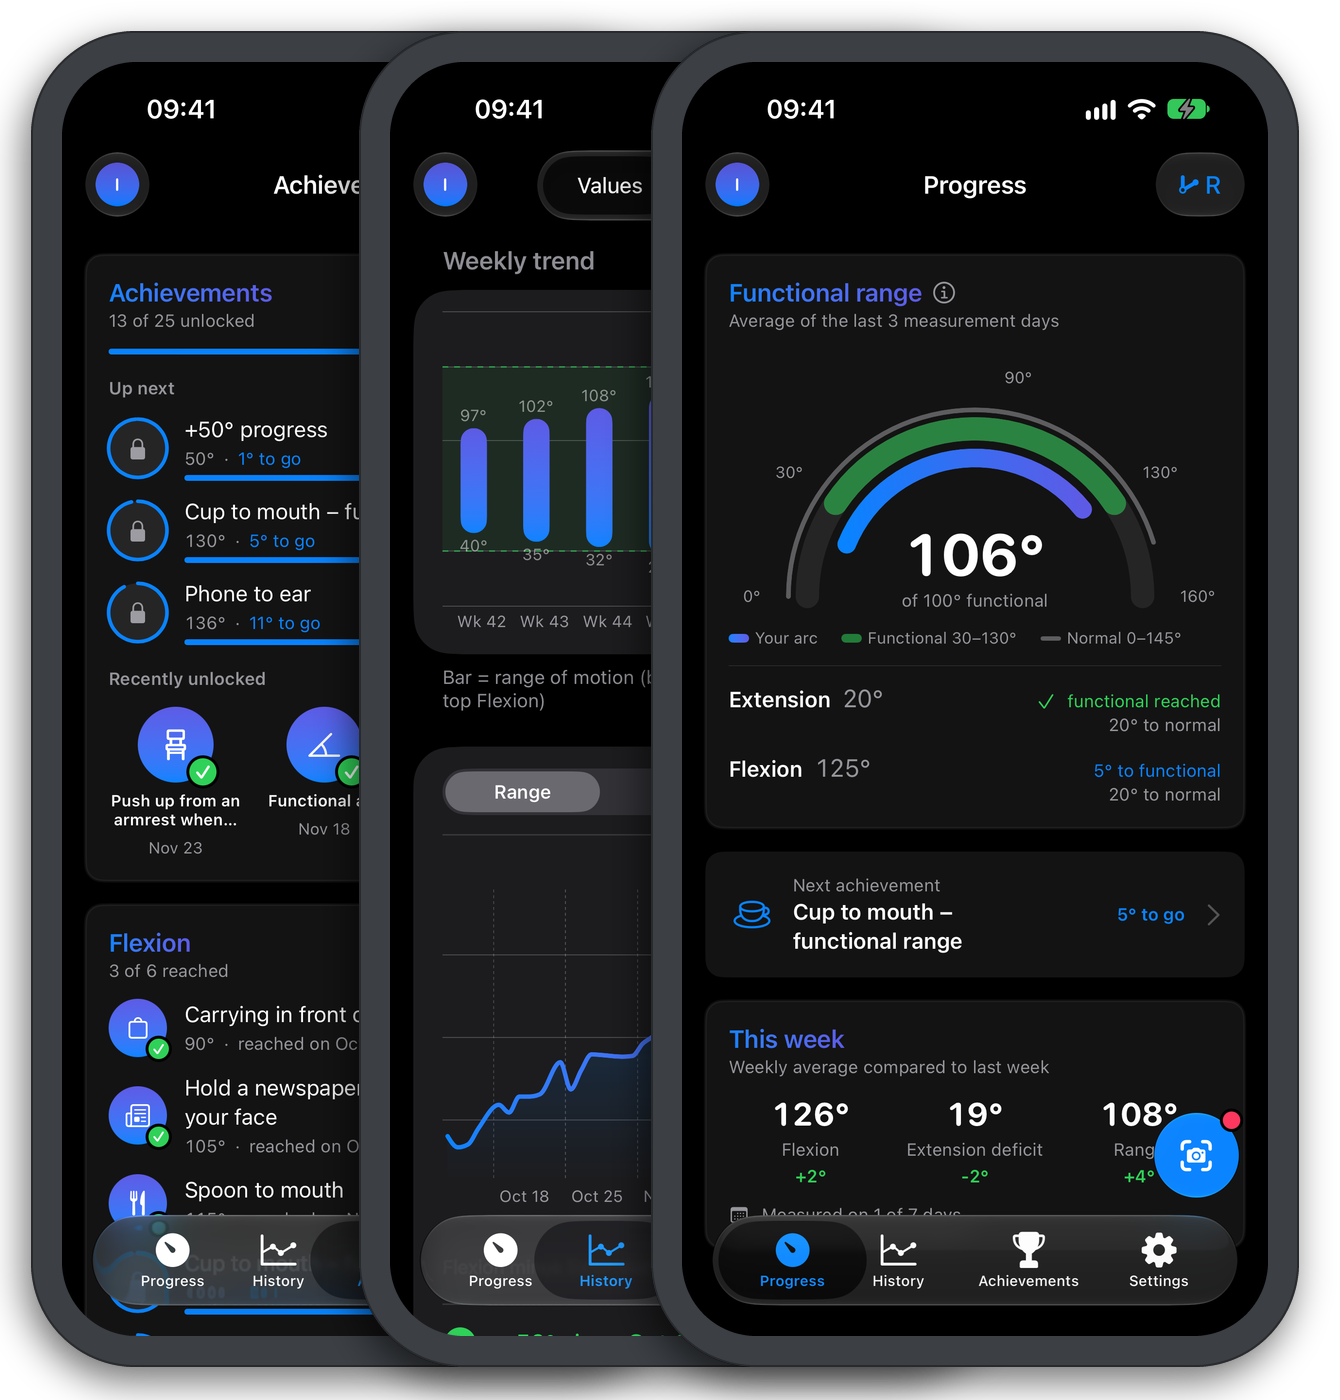 09:41
I
Achieve
Achievements
13 of 25 unlocked
Up next
+50° progress
50° · 1° to go
Cup to mouth – fu
130° · 5° to go
Phone to ear
136° · 11° to go
Recently unlocked
Push up from an
armrest when...
Nov 23
Functional
Nov 18
Flexion
3 of 6 reached
Carrying in front
90° · reached on Oc
Hold a newspaper
your face
105° · reached on O
Spoon to mouth
Cup to mouth
Progress
History
09:41
I
Values
Weekly trend
97°
102°
108°
40°
35°
32°
Wk 42
Wk 43
Wk 44
Bar = range of motion (b
top Flexion)
Range
Oct 18
Oct 25
N
Progress
History
09:41
I
Progress
R
Functional range
Average of the last 3 measurement days
90°
30°
130°
0°
160°
106°
of 100° functional
Your arc
Functional 30–130°
Normal 0–145°
Extension 20°
functional reached
20° to normal
Flexion 125°
5° to functional
20° to normal
Next achievement
Cup to mouth –
functional range
5° to go
This week
Weekly average compared to last week
126°
19°
108°
Flexion
Extension deficit
Rang
+2°
-2°
+4°
Measured on 1 of 7 days
Progress
History
Achievements
Settings